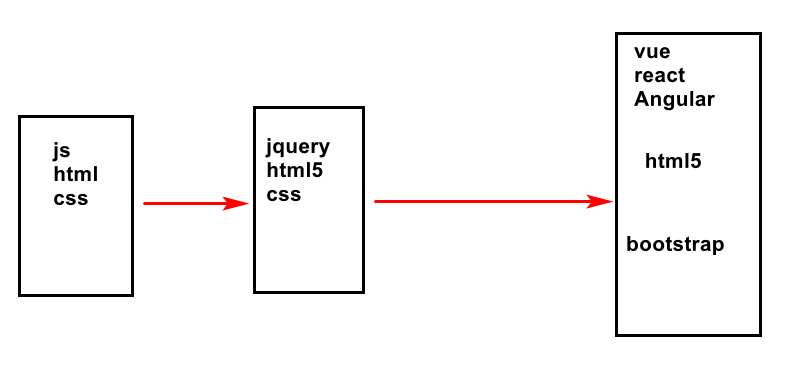 js
html
css
jquery
html5
css
vue
react
Angular
html5
bootstrap